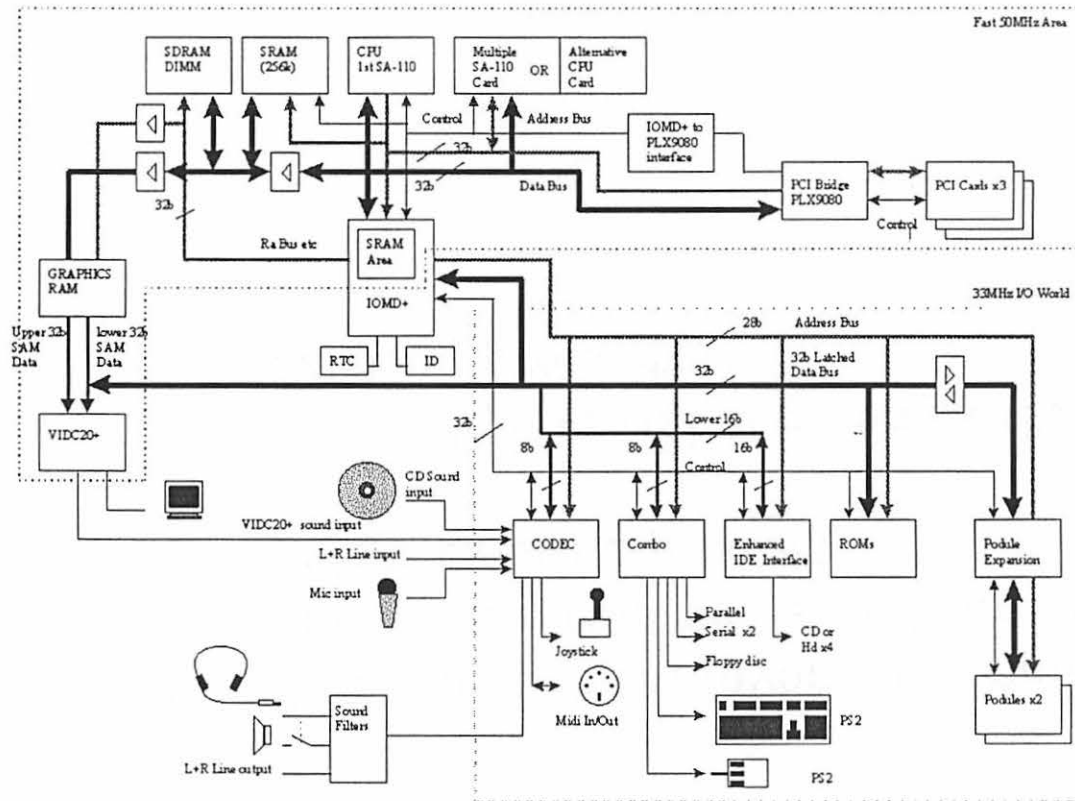 Fast 50MHz Area
SDRAM
DIMM
SRAM
(256k)
CPU
1st SA-110
Multiple
SA-110
Card
OR
Alternative
CPU
Card
Control
Address Bus
IOMD+ to
PLX9080
interface
32b
32b
Data Bus
PCI Bridge
PLX9080
PCI Cards x3
Control
32b
Ra Bus etc
SRAM
Area
IOMD+
GRAPHICS
RAM
33MHz I/O World
Upper 32b
SAM
Data
lower 32b
SAM
Data
28b
Address Bus
RTC
ID
32b Latched
Data Bus
32b
VIDC20+
32b
Lower 16b
8b
8b
16b
Control
CD Sound
input
VIDC20+ sound input
CODEC
Combo
Enhanced
IDE Interface
ROMs
Podule
Expansion
L+R Line input
Mic input
Parallel
Serial x2
CD or
Hd x4
Joystick
Floppy disc
Midi In/Out
PS2
Podules x2
Sound
Filters
L+R Line output
PS2